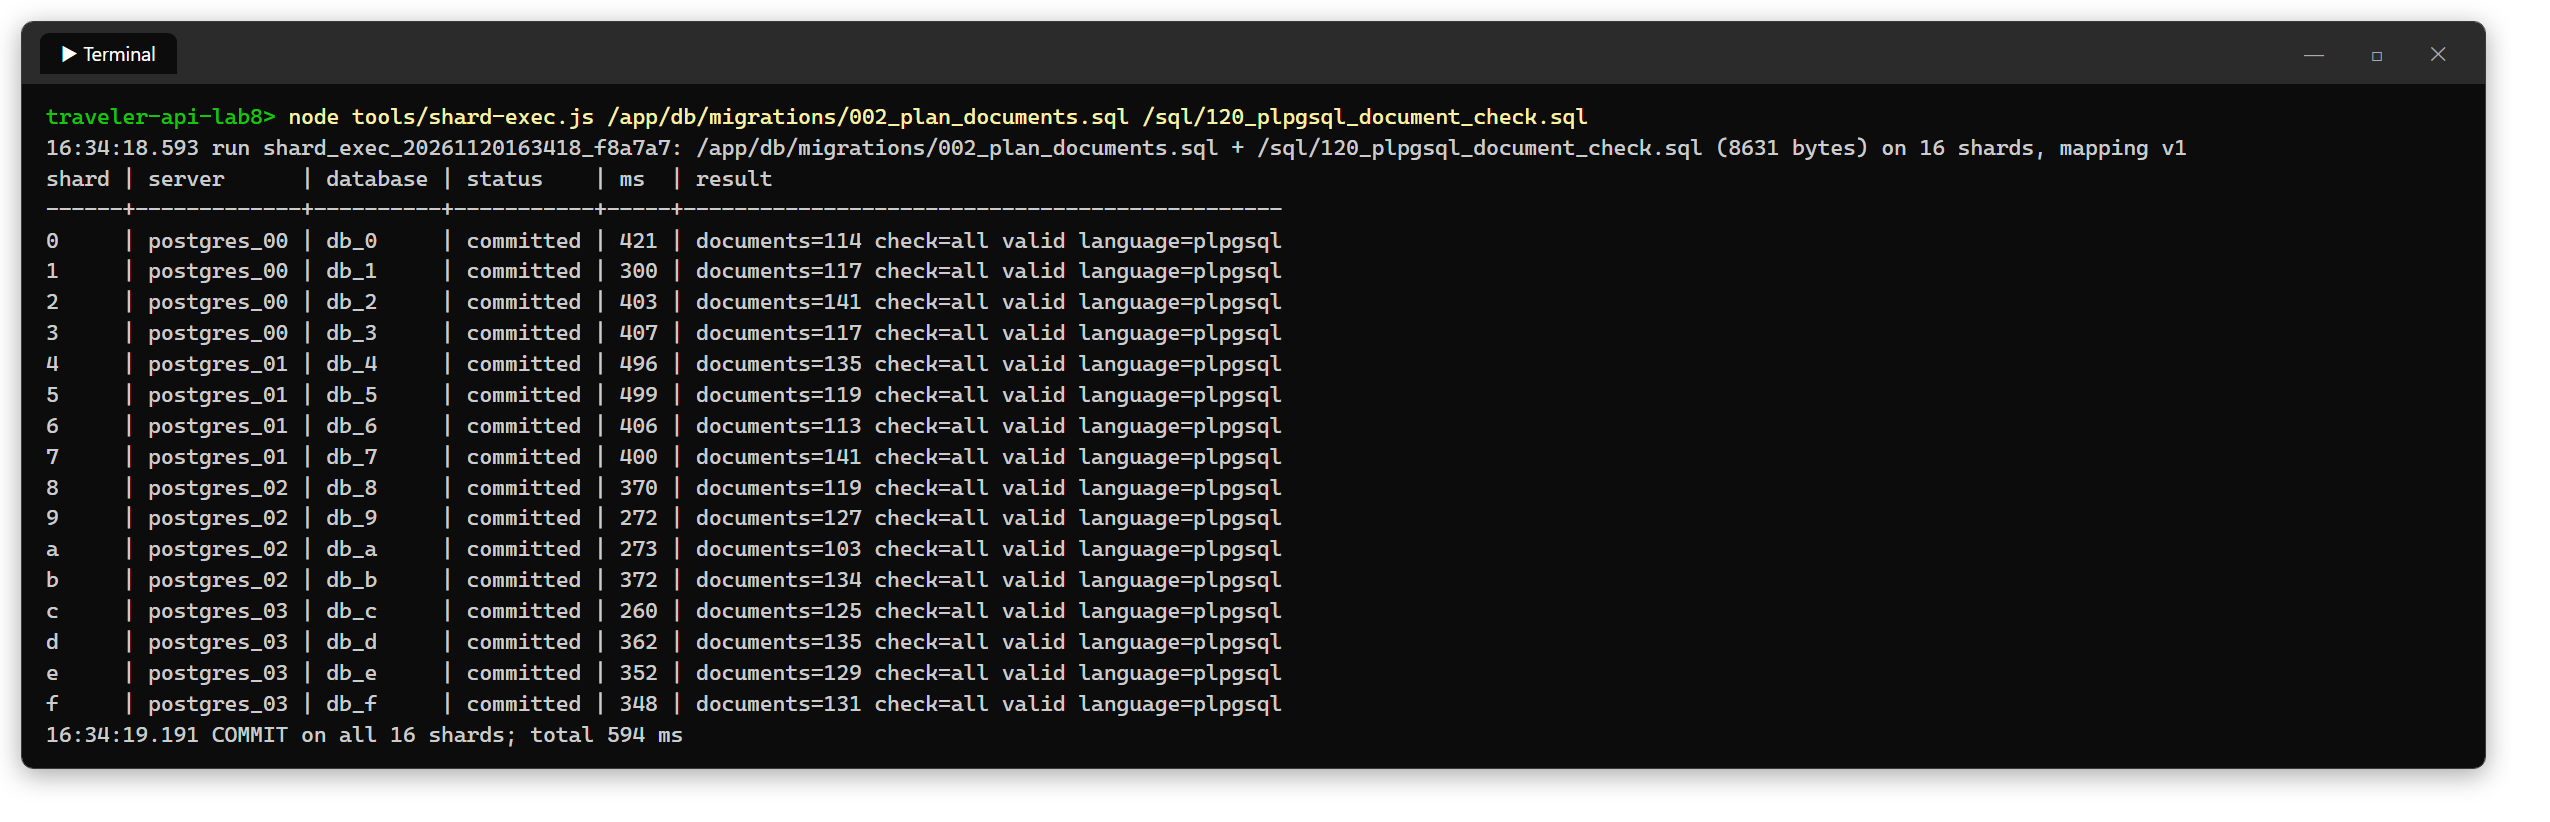 ▶ Terminal
traveler-api-lab8> node tools/shard-exec.js /app/db/migrations/002_plan_documents.sql /sql/120_plpgsql_document_check.sql
16:34:18.593 run shard_exec_20261120163418_f8a7a7: /app/db/migrations/002_plan_documents.sql + /sql/120_plpgsql_document_check.sql (8631 bytes) on 16 shards, mapping v1
shard | server      | database | status    | ms  | result
------+-------------+----------+-----------+-----+-----------------------------------------------
0     | postgres_00 | db_0     | committed | 421 | documents=114 check=all valid language=plpgsql
1     | postgres_00 | db_1     | committed | 300 | documents=117 check=all valid language=plpgsql
2     | postgres_00 | db_2     | committed | 403 | documents=141 check=all valid language=plpgsql
3     | postgres_00 | db_3     | committed | 407 | documents=117 check=all valid language=plpgsql
4     | postgres_01 | db_4     | committed | 496 | documents=135 check=all valid language=plpgsql
5     | postgres_01 | db_5     | committed | 499 | documents=119 check=all valid language=plpgsql
6     | postgres_01 | db_6     | committed | 406 | documents=113 check=all valid language=plpgsql
7     | postgres_01 | db_7     | committed | 400 | documents=141 check=all valid language=plpgsql
8     | postgres_02 | db_8     | committed | 370 | documents=119 check=all valid language=plpgsql
9     | postgres_02 | db_9     | committed | 272 | documents=127 check=all valid language=plpgsql
a     | postgres_02 | db_a     | committed | 273 | documents=103 check=all valid language=plpgsql
b     | postgres_02 | db_b     | committed | 372 | documents=134 check=all valid language=plpgsql
c     | postgres_03 | db_c     | committed | 260 | documents=125 check=all valid language=plpgsql
d     | postgres_03 | db_d     | committed | 362 | documents=135 check=all valid language=plpgsql
e     | postgres_03 | db_e     | committed | 352 | documents=129 check=all valid language=plpgsql
f     | postgres_03 | db_f     | committed | 348 | documents=131 check=all valid language=plpgsql
16:34:19.191 COMMIT on all 16 shards; total 594 ms